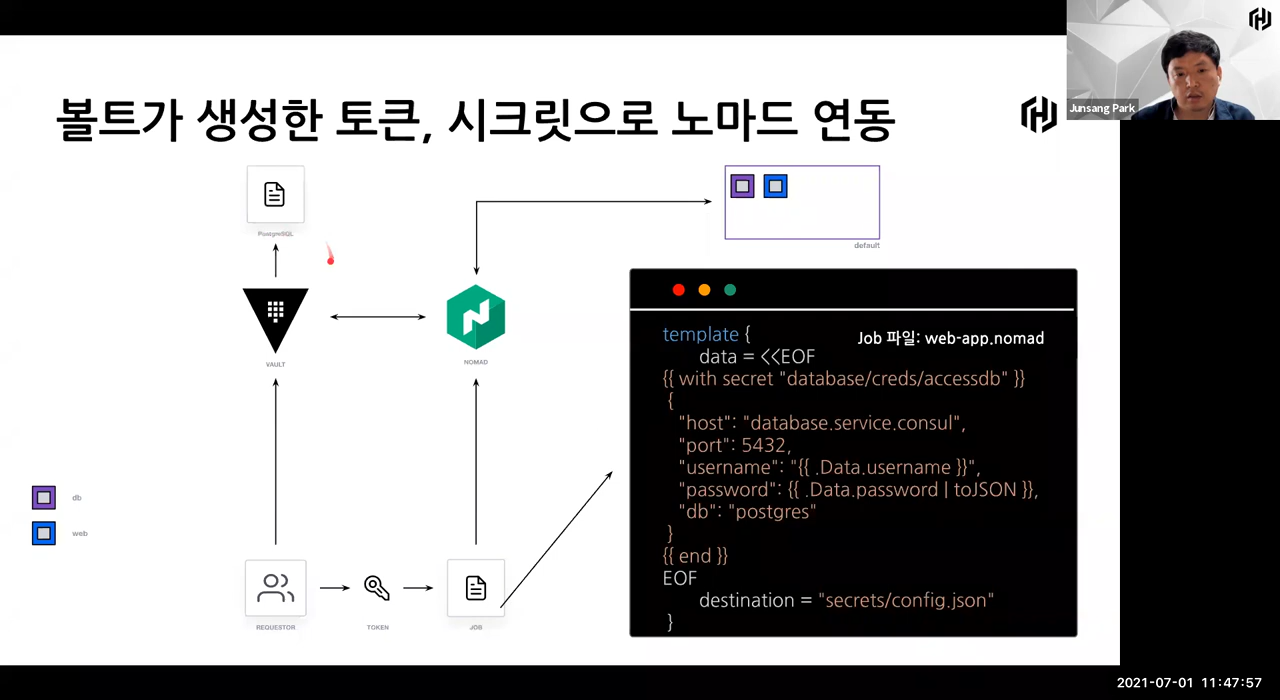 Junsang Park
볼트가 생성한 토큰, 시크릿으로 노마드 연동
PostgreSQL
default
VAULT
NOMAD
Job 파일: web-app.nomad
template {
data = <<EOF
{{ with secret "database/creds/accessdb" }}
{
"host": "database.service.consul",
"port": 5432,
"username": "{{ .Data.username }}",
"password": {{ .Data.password | toJSON }},
"db": "postgres"
}
{{ end }}
EOF
destination = "secrets/config.json"
}
db
web
REQUESTOR
TOKEN
JOB
2021-07-01 11:47:57